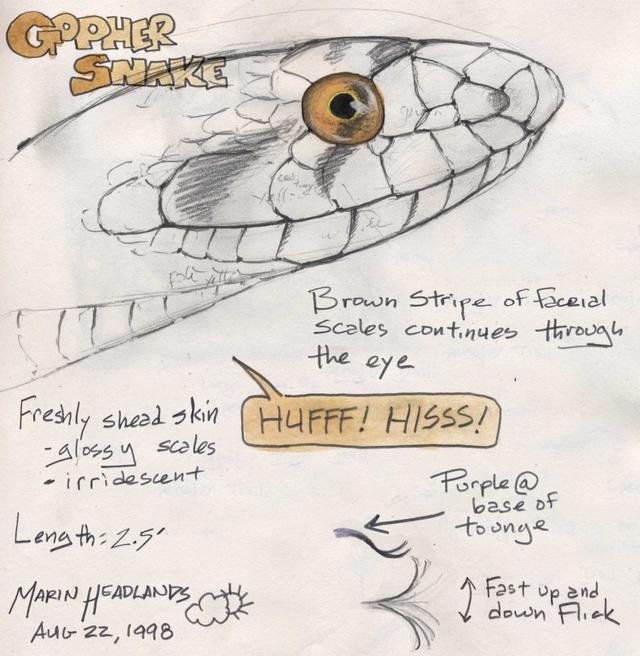 GOPHER
SNAKE
Brown Stripe of Faceial
Scales continues through
the eye
HUFFF! HISSS!
Freshly shead skin
- glossy scales
- irridescent
Purple @
base of
tounge
Length: 2.5'
MARIN HEADLANDS
AUG 22, 1998
Fast up and
down Flick